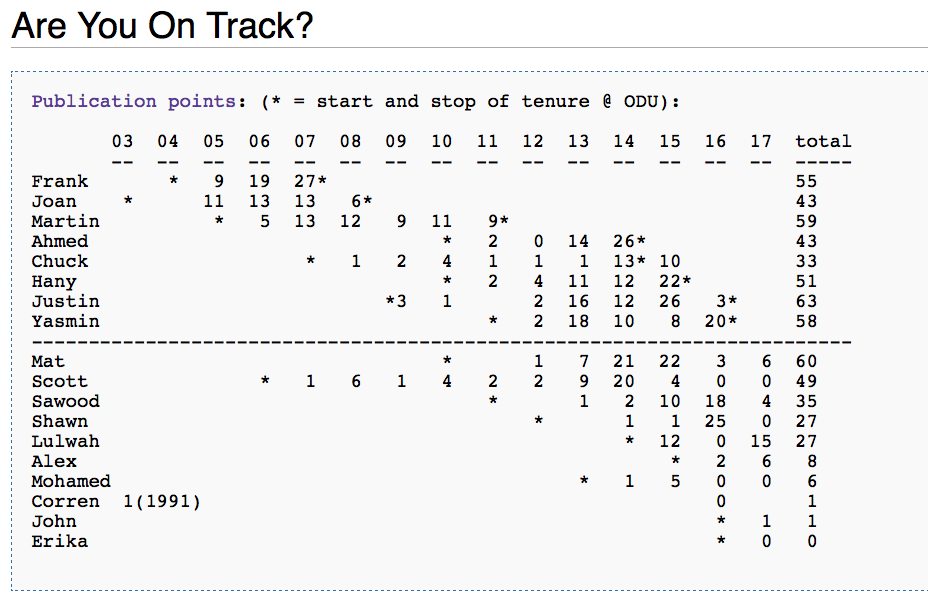 Are You On Track?
Publication points: (* = start and stop of tenure @ ODU):
       03  04  05  06  07  08  09  10  11  12  13  14  15  16  17  total
       --  --  --  --  --  --  --  --  --  --  --  --  --  --  --  -----
Frank       *   9  19  27*                                         55
Joan    *      11  13  13   6*                                     43
Martin          *   5  13  12   9  11   9*                         59
Ahmed                               *   2   0  14  26*             43
Chuck                   *   1   2   4   1   1   1  13* 10          33
Hany                                *   2   4  11  12  22*         51
Justin                         *3   1       2  16  12  26   3*     63
Yasmin                                  *   2  18  10   8  20*     58
------------------------------------------------------------------------
Mat                                 *       1   7  21  22   3   6  60
Scott               *   1   6   1   4   2   2   9  20   4   0   0  49
Sawood                                  *       1   2  10  18   4  35
Shawn                                       *       1   1  25   0  27
Lulwah                                              *  12   0  15  27
Alex                                                    *   2   6   8
Mohamed                                         *   1   5   0   0   6
Corren  1(1991)                                             0       1
John                                                        *   1   1
Erika                                                       *   0   0